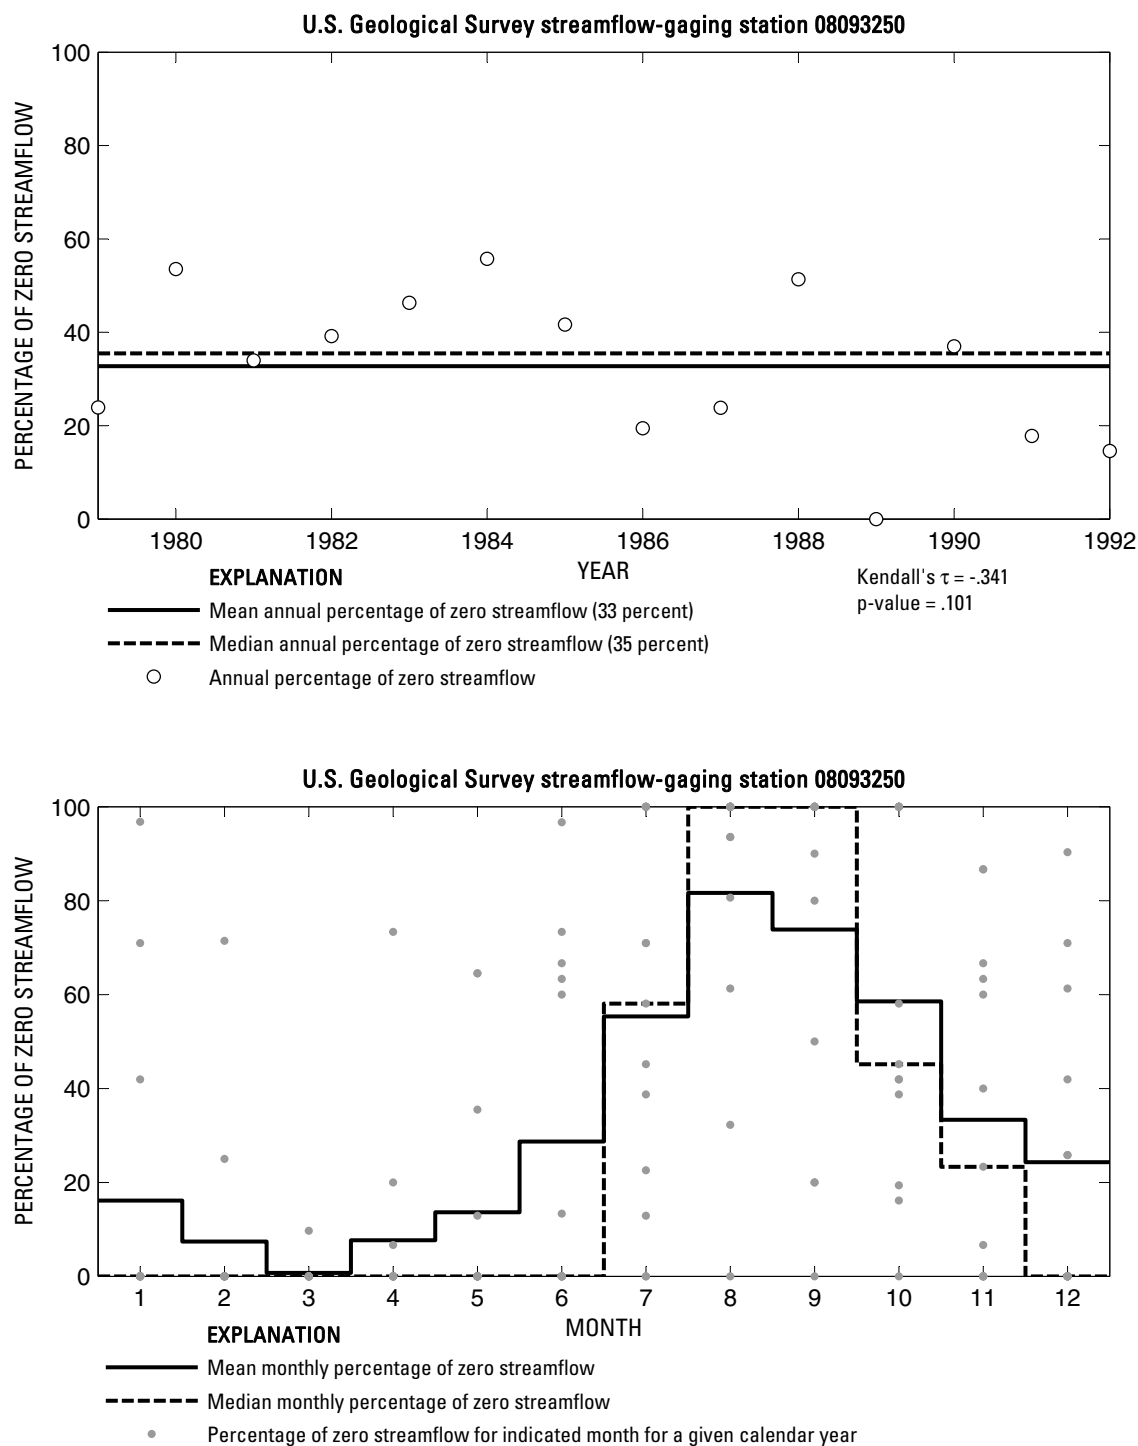 U.S. Geological Survey streamflow-gaging station 08093250
PERCENTAGE OF ZERO STREAMFLOW
100
80
60
40
20
0
1980 1982 1984 1986 1988 1990 1992
YEAR
Kendall's τ = -.341
p-value = .101
EXPLANATION
Mean annual percentage of zero streamflow (33 percent)
Median annual percentage of zero streamflow (35 percent)
Annual percentage of zero streamflow
U.S. Geological Survey streamflow-gaging station 08093250
PERCENTAGE OF ZERO STREAMFLOW
100
80
60
40
20
0
1 2 3 4 5 6 7 8 9 10 11 12
MONTH
EXPLANATION
Mean monthly percentage of zero streamflow
Median monthly percentage of zero streamflow
Percentage of zero streamflow for indicated month for a given calendar year